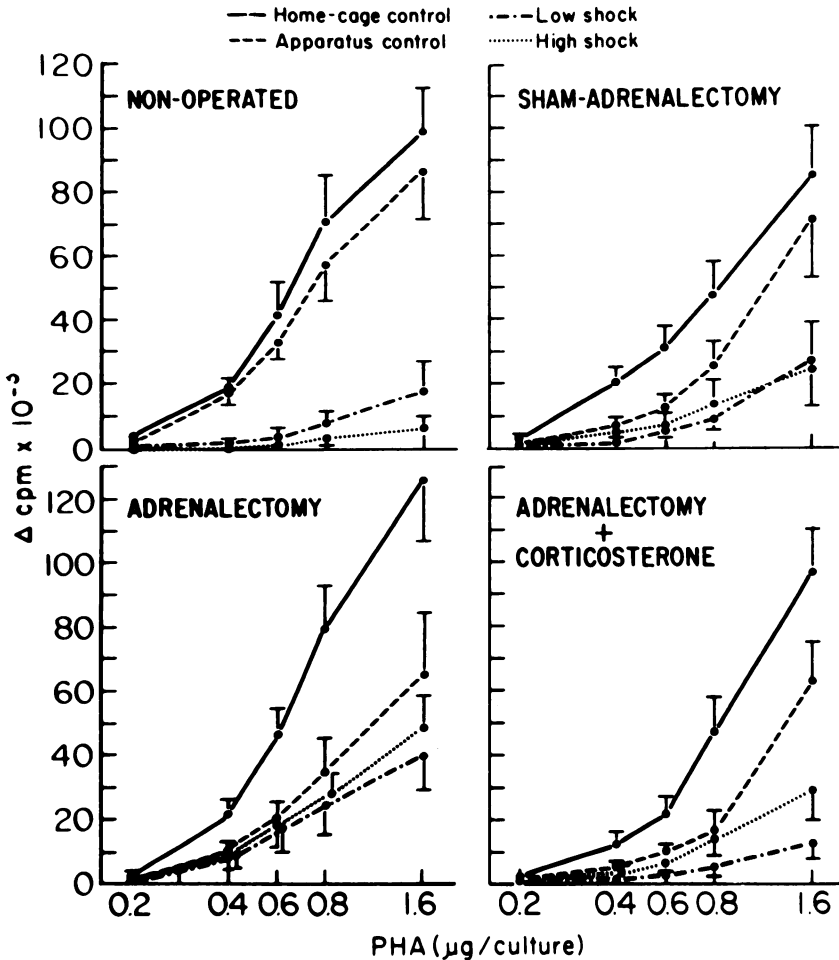 Home-cage control
Low shock
Apparatus control
High shock
NON-OPERATED
SHAM-ADRENALECTOMY
120
100
80
60
40
20
0
ADRENALECTOMY
ADRENALECTOMY
+
CORTICOSTERONE
120
100
80
60
40
20
0
Δ cpm x 10⁻³
0.2 0.4 0.6 0.8 1.6
0.2 0.4 0.6 0.8 1.6
PHA (μg/culture)